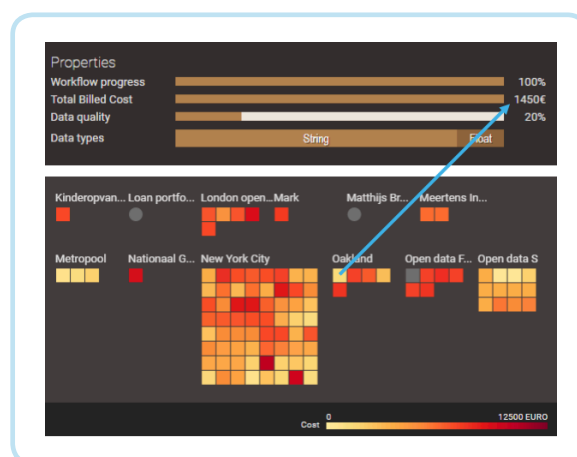 Properties
Workflow progress 100%
Total Billed Cost 1450€
Data quality 20%
Data types String Float
Kinderopvan... Loan portfo... London open... Mark Matthijs Br... Meertens In...
Metropool Nationaal G... New York City Oakland Open data F... Open data S
0 12500 EURO
Cost